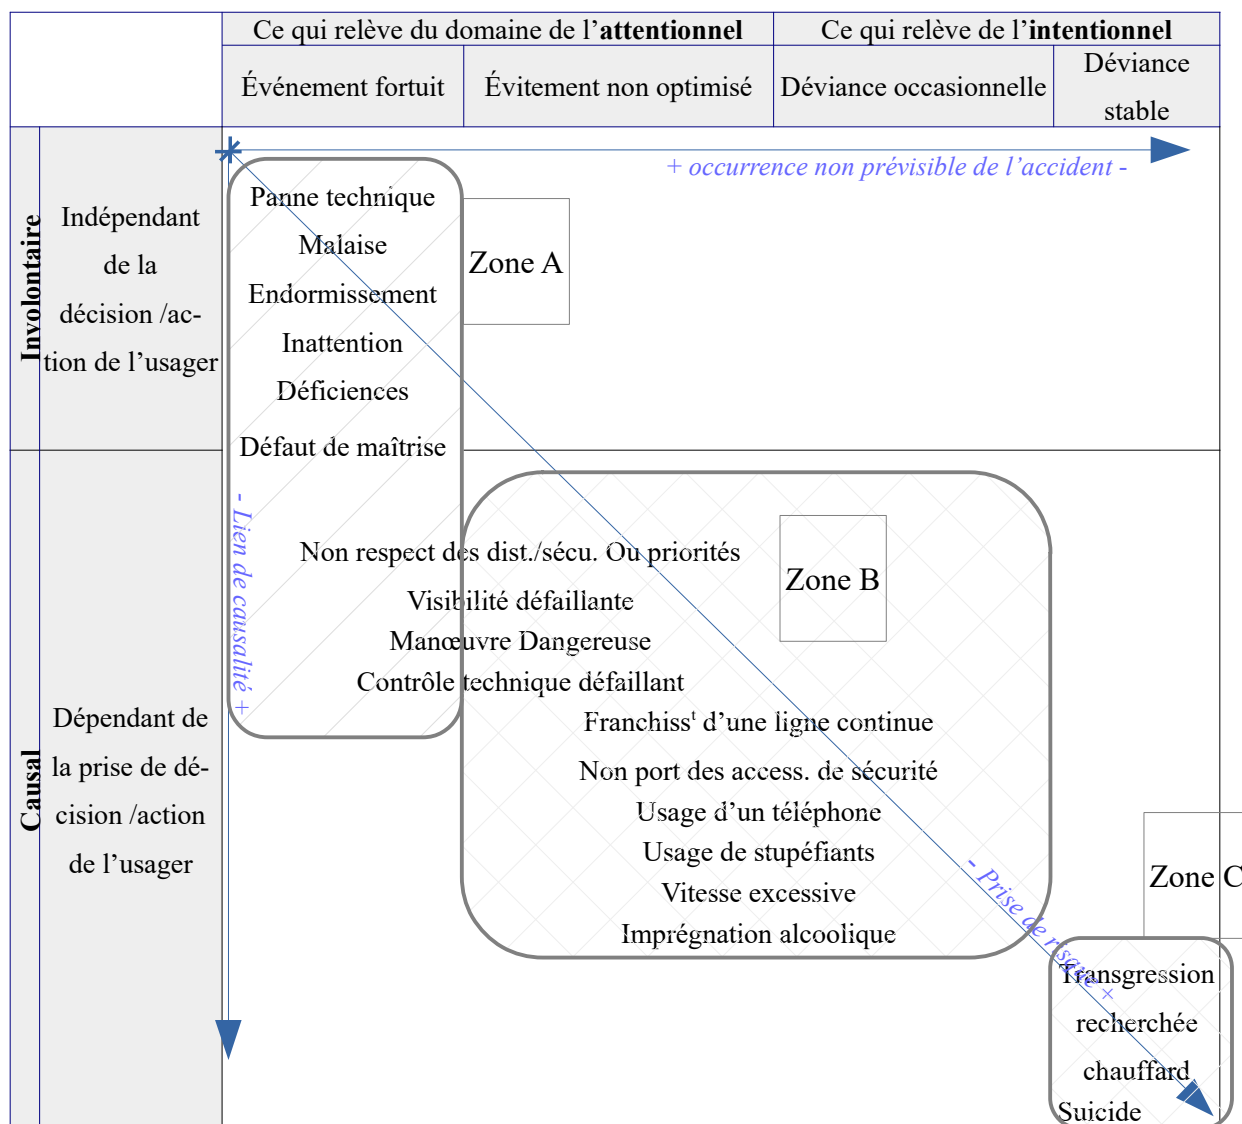 Ce qui relève du domaine de l’attentionnel
Ce qui relève de l’intentionnel
Événement fortuit
Évitement non optimisé
Déviance occasionnelle
Déviance
stable
+ occurrence non prévisible de l’accident -
Involontaire
Indépendant
de la
décision /ac-
tion de l’usager
Panne technique
Malaise
Endormissement
Inattention
Déficiences
Défaut de maîtrise
Zone A
Causal
Dépendant de
la prise de dé-
cision /action
de l’usager
- Lien de causalité +
Non respect des dist./sécu. Ou priorités
Visibilité défaillante
Manœuvre Dangereuse
Contrôle technique défaillant
Franchissᵗ d’une ligne continue
Non port des access. de sécurité
Usage d’un téléphone
Usage de stupéfiants
Vitesse excessive
Imprégnation alcoolique
Zone B
- Prise de risque +
Zone C
Transgression
recherchée
chauffard
Suicide